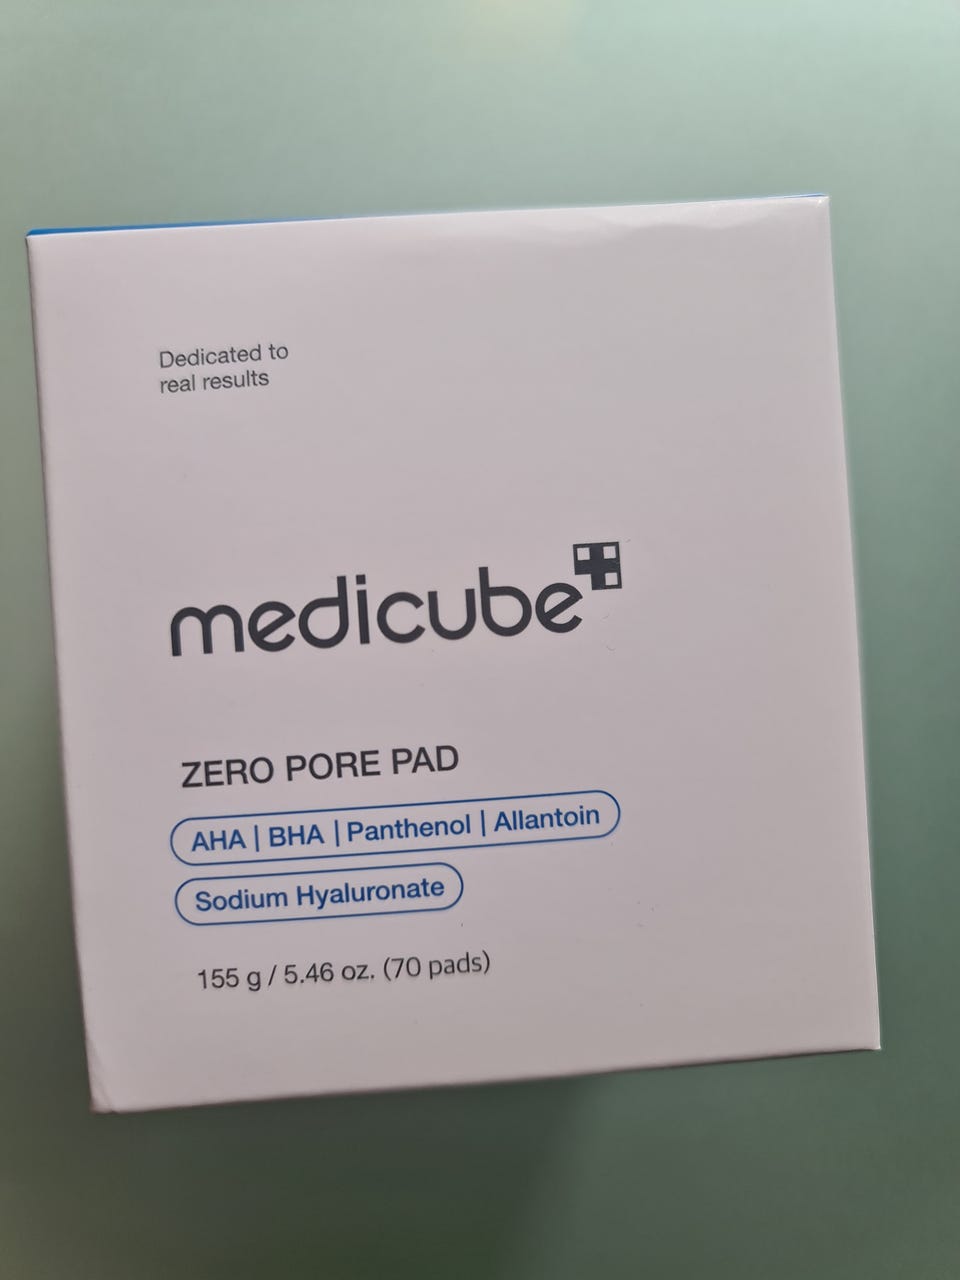 Dedicated to
real results
medicube
ZERO PORE PAD
AHA | BHA | Panthenol | Allantoin
Sodium Hyaluronate
155 g / 5.46 oz. (70 pads)